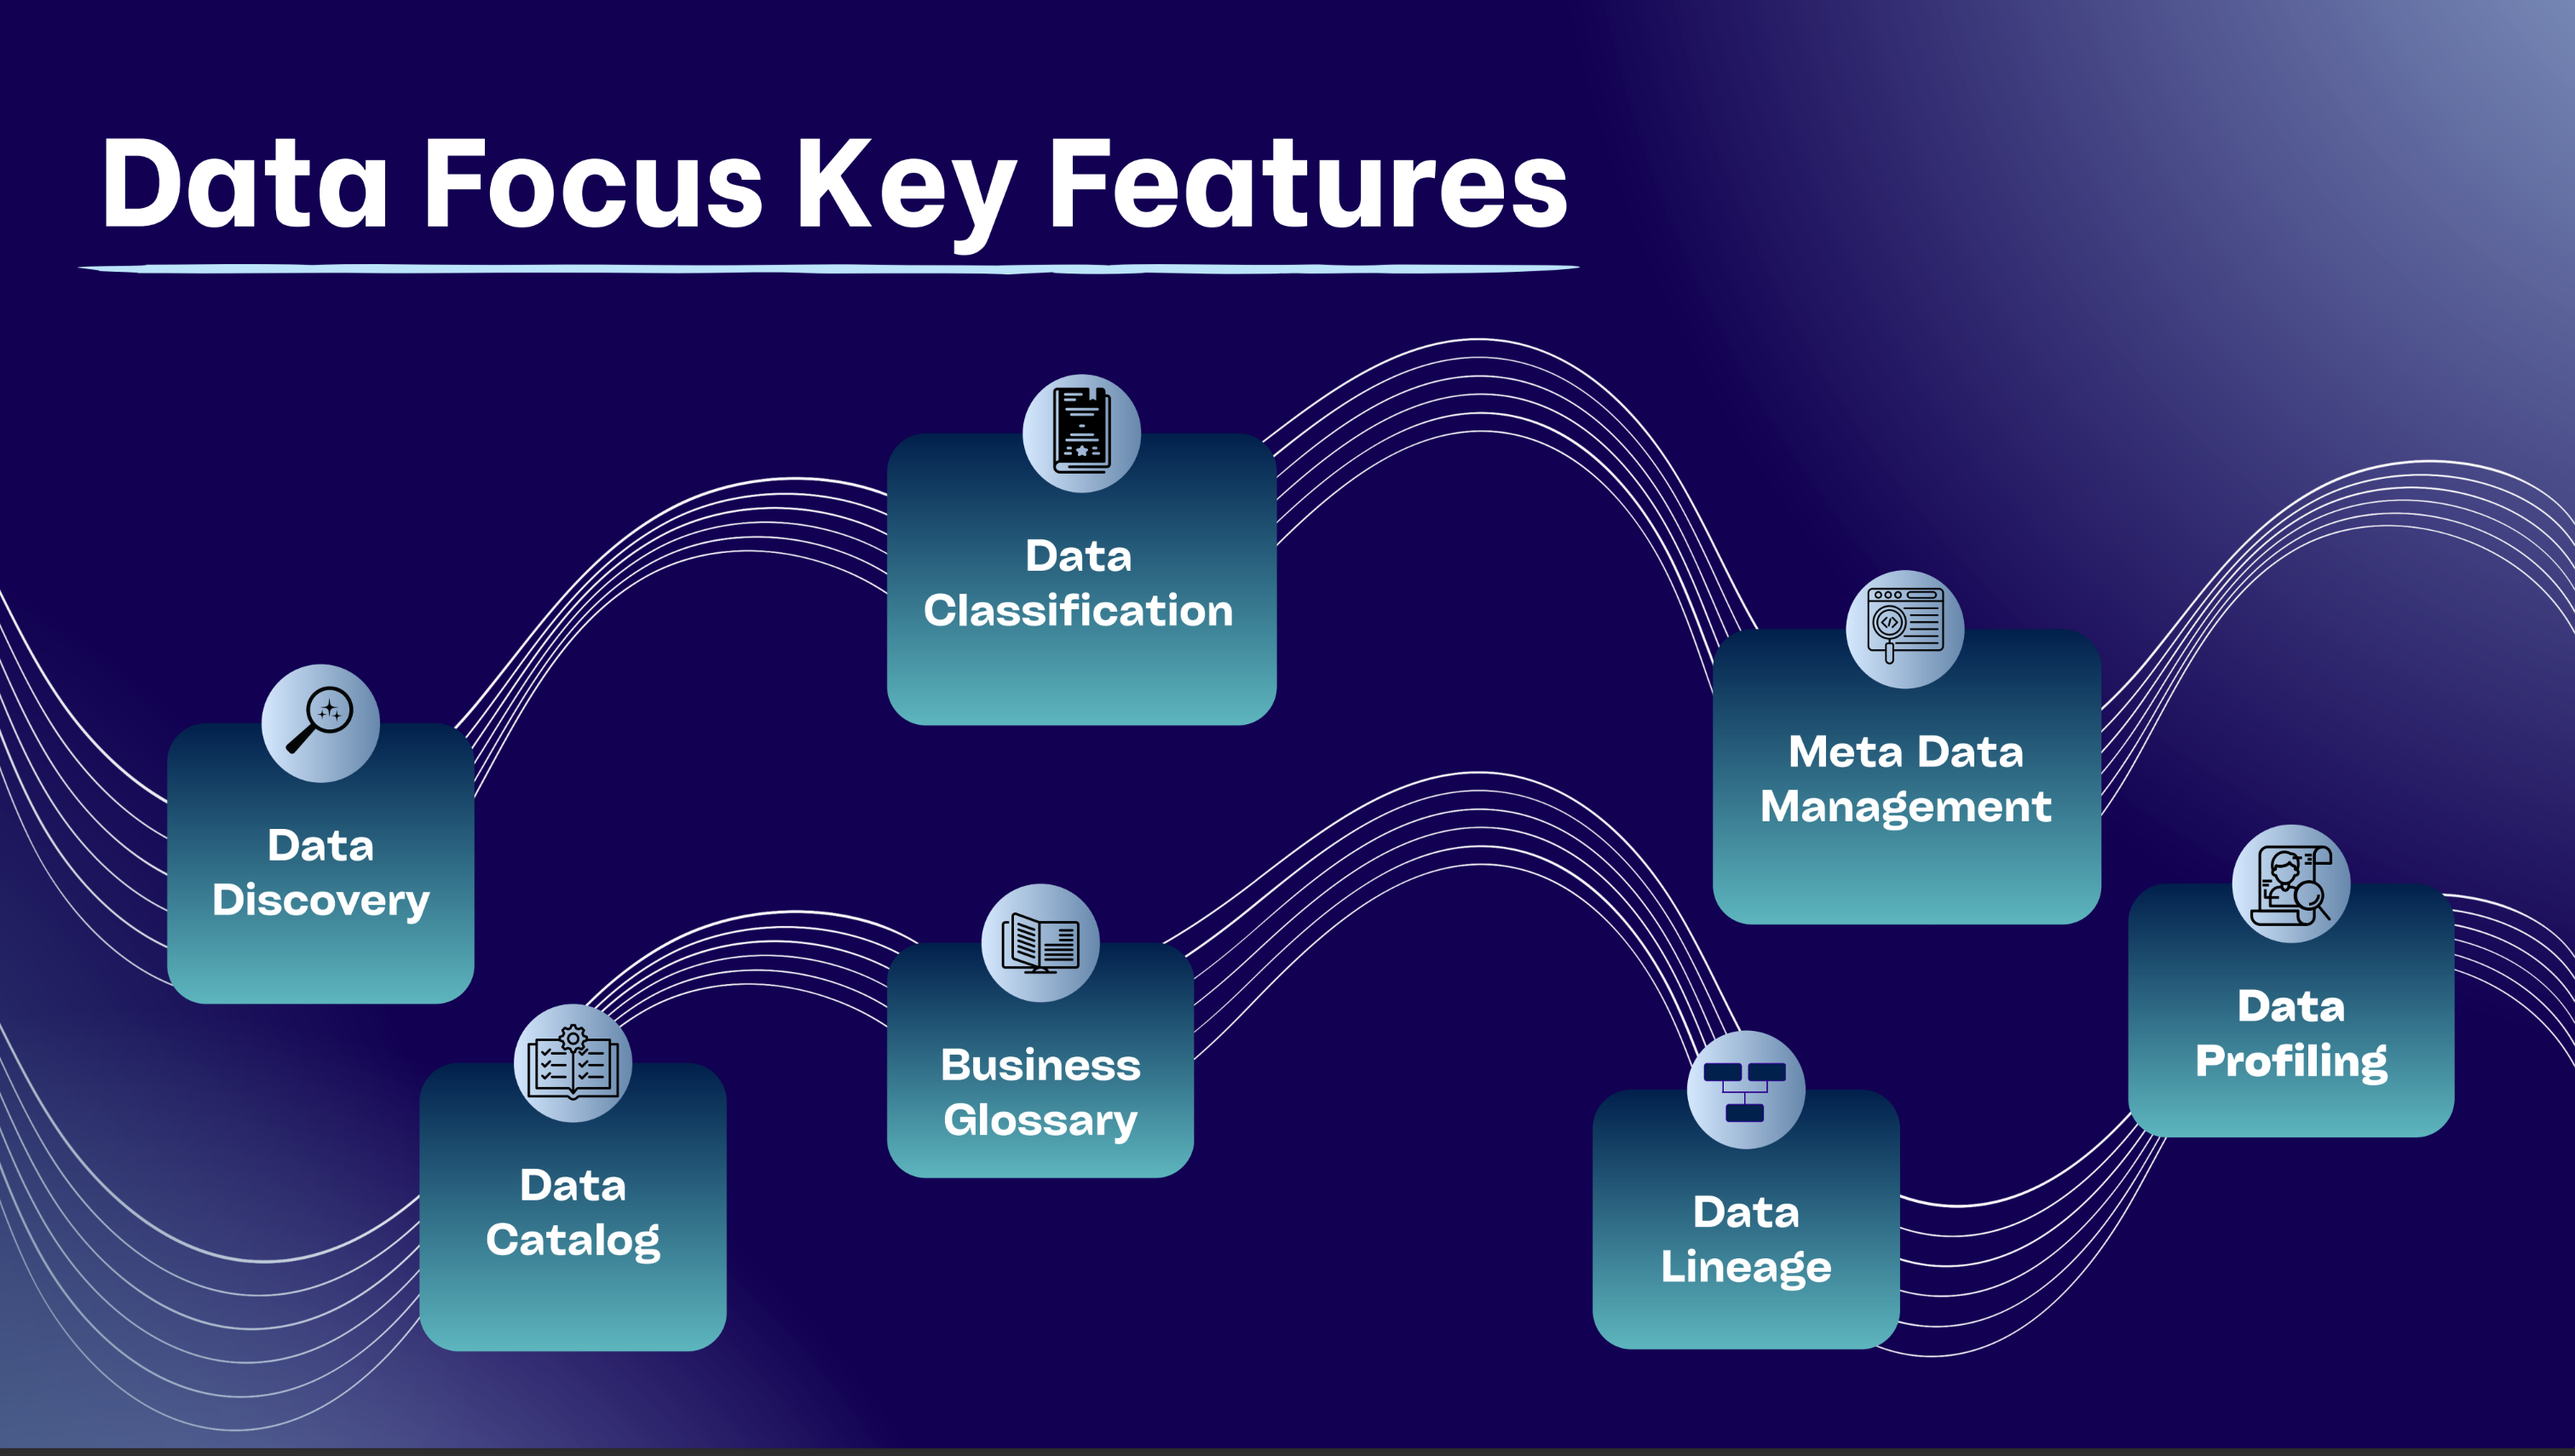 Data Focus Key Features
Data
Classification
Meta Data
Management
Data
Discovery
Data
Profiling
Business
Glossary
Data
Catalog
Data
Lineage